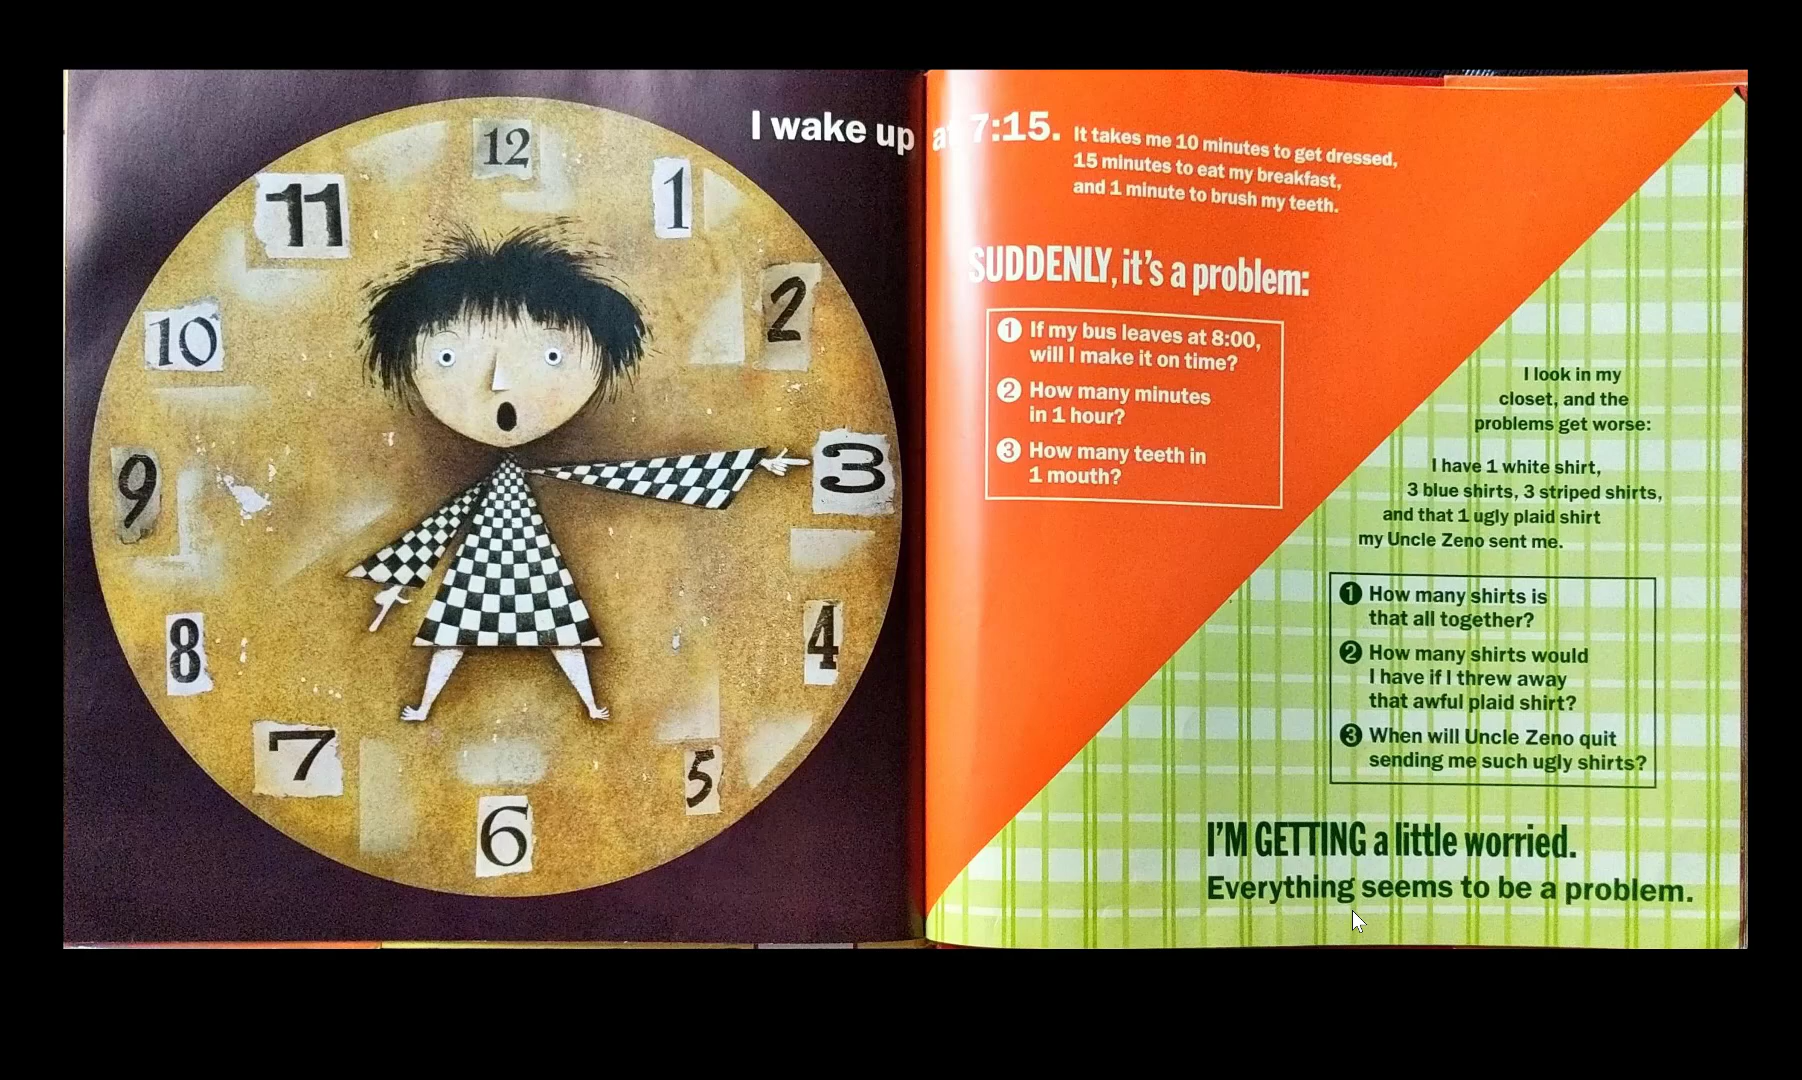 12
1
2
3
4
5
6
7
8
9
10
11
I wake up at 7:15. It takes me 10 minutes to get dressed,
15 minutes to eat my breakfast,
and 1 minute to brush my teeth.
SUDDENLY, it's a problem:
1 If my bus leaves at 8:00,
will I make it on time?
2 How many minutes
in 1 hour?
3 How many teeth in
1 mouth?
I look in my
closet, and the
problems get worse:
I have 1 white shirt,
3 blue shirts, 3 striped shirts,
and that 1 ugly plaid shirt
my Uncle Zeno sent me.
1 How many shirts is
that all together?
2 How many shirts would
I have if I threw away
that awful plaid shirt?
3 When will Uncle Zeno quit
sending me such ugly shirts?
I'M GETTING a little worried.
Everything seems to be a problem.